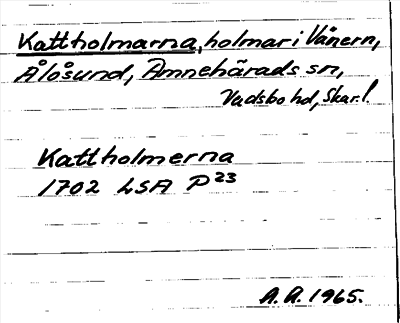 Kattholmarna, holmar i Vänern,
Ålösund, Amnehärads sn,
Vadsbo hd, Skar. l.
Kattholmerna
1702 LSA P23
A. A. 1965.